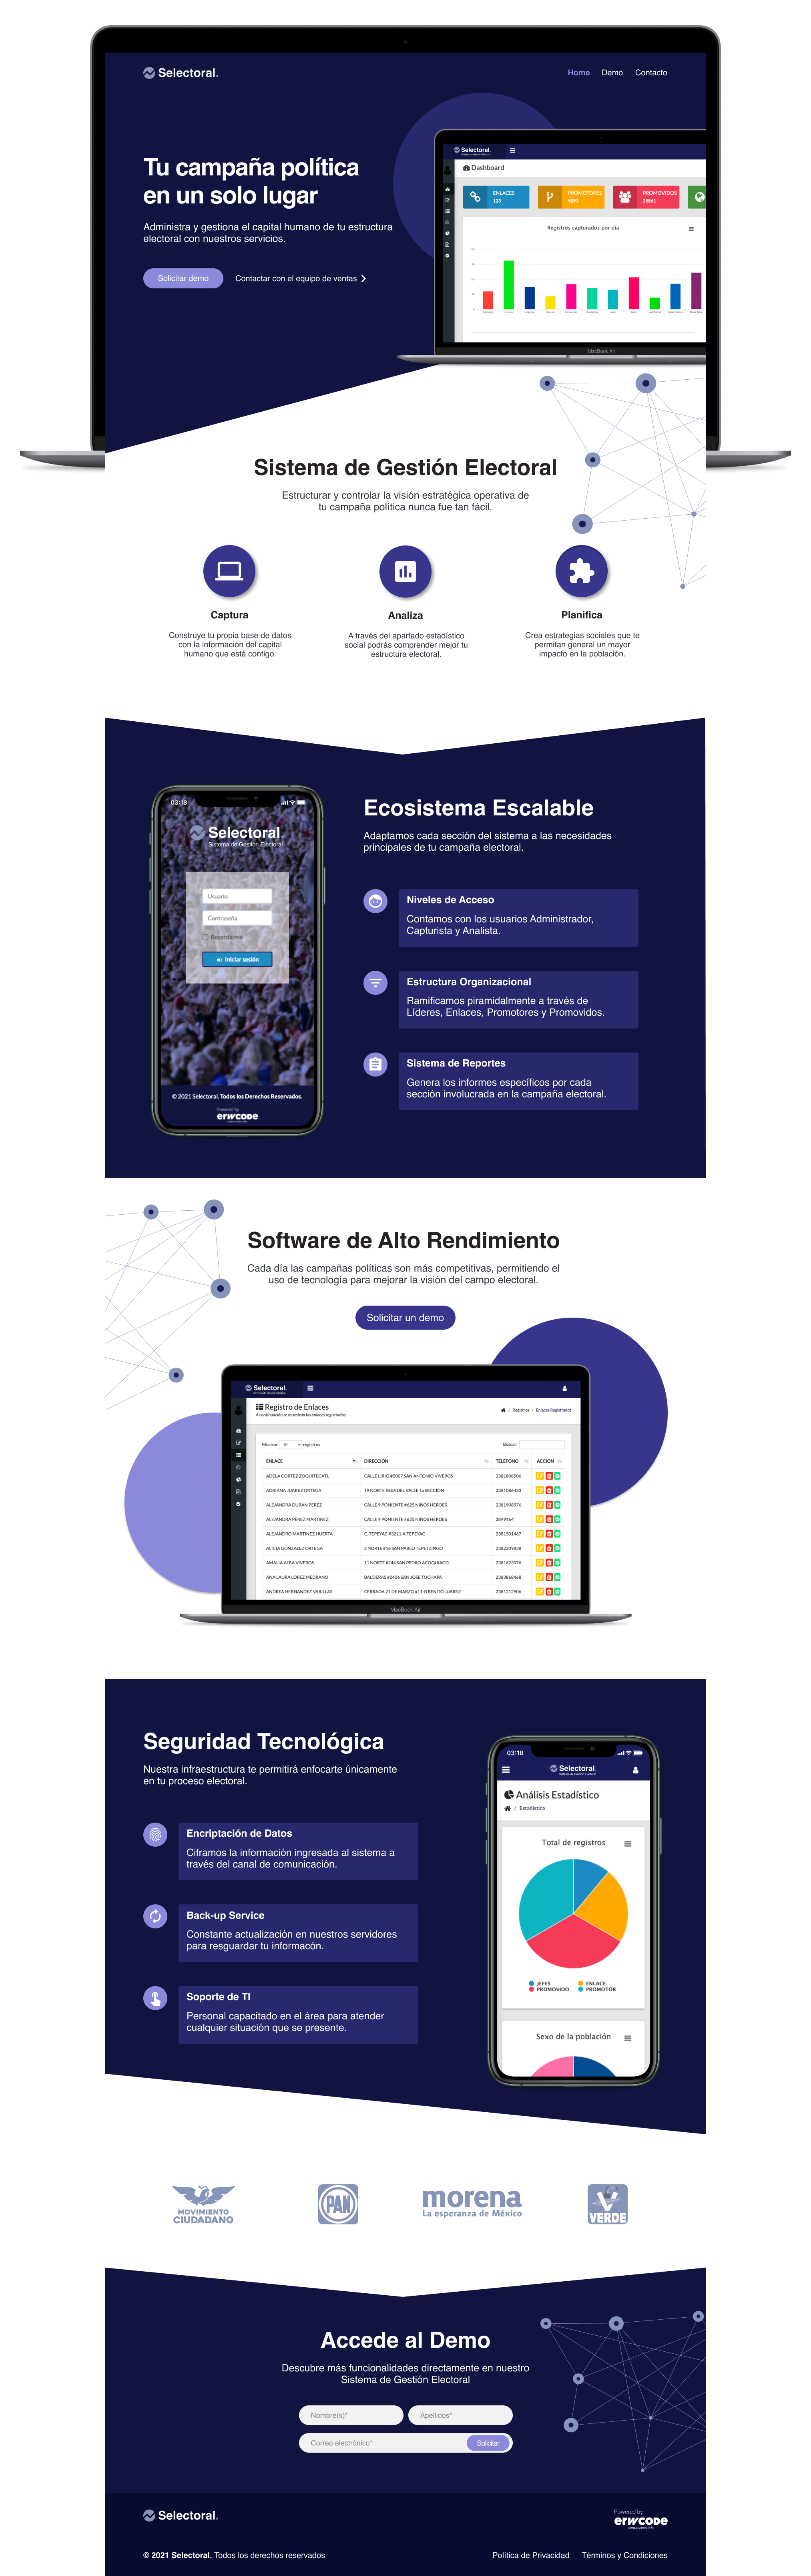 Selectoral.
Home Demo Contacto
Tu campaña política
en un solo lugar
Administra y gestiona el capital humano de tu estructura
electoral con nuestros servicios.
Solicitar demo
Contactar con el equipo de ventas
Selectoral.
Dashboard
ENLACES
123
PROMOTORES
5093
PROMOVIDOS
25861
Registros capturados por día
MacBook Air
Sistema de Gestión Electoral
Estructurar y controlar la visión estratégica operativa de
tu campaña política nunca fue tan fácil.
Captura
Construye tu propia base de datos
con la información del capital
humano que está contigo.
Analiza
A través del apartado estadístico
social podrás comprender mejor tu
estructura electoral.
Planifica
Crea estrategias sociales que te
permitan general un mayor
impacto en la población.
03:18
Selectoral.
Sistema de Gestión Electoral
Usuario
Contraseña
Recordarme
Iniciar sesión
© 2021 Selectoral. Todos los Derechos Reservados.
Powered by
erwcode
Ecosistema Escalable
Adaptamos cada sección del sistema a las necesidades
principales de tu campaña electoral.
Niveles de Acceso
Contamos con los usuarios Administrador,
Capturista y Analista.
Estructura Organizacional
Ramificamos piramidalmente a través de
Líderes, Enlaces, Promotores y Promovidos.
Sistema de Reportes
Genera los informes específicos por cada
sección involucrada en la campaña electoral.
Software de Alto Rendimiento
Cada día las campañas políticas son más competitivas, permitiendo el
uso de tecnología para mejorar la visión del campo electoral.
Solicitar un demo
Selectoral.
Registro de Enlaces
A continuación se muestran los enlaces registrados.
/ Registros / Enlaces Registrados
Mostrar 10 registros
Buscar:
ENLACE DIRECCIÓN TELÉFONO ACCIÓN
ADELA CORTEZ ZOQUITECATL CALLE LIRIO #5007 SAN ANTONIO VIVEROS 2381808506
ADRIANA JUAREZ ORTEGA 19 NORTE #606 DEL VALLE 1a SECCION 2381086433
ALEJANDRA DURAN PEREZ CALLE 9 PONIENTE #625 NIÑOS HEROES 2381908576
ALEJANDRA PEREZ MARTINEZ CALLE 9 PONIENTE #625 NIÑOS HEROES 3899164
ALEJANDRO MARTINEZ HUERTA C. TEPEYAC #3211-A TEPEYAC 2381501467
ALICIA GONZALEZ ORTEGA 2 NORTE #16 SAN PABLO TEPETZINGO 2382209838
AMALIA ALBA VIVEROS 11 NORTE #244 SAN PEDRO ACOQUIACO 2381623076
ANA LAURA LOPEZ MEDRANO BALDERAS #2436 SAN JOSE TOCHAPA 2383868468
ANDREA HERNANDEZ VARILLAS CERRADA 21 DE MARZO #11-B BENITO JUAREZ 2381212906
MacBook Air
Seguridad Tecnológica
Nuestra infraestructura te permitirá enfocarte únicamente
en tu proceso electoral.
Encriptación de Datos
Ciframos la información ingresada al sistema a
través del canal de comunicación.
Back-up Service
Constante actualización en nuestros servidores
para resguardar tu informacón.
Soporte de TI
Personal capacitado en el área para atender
cualquier situación que se presente.
03:18
Selectoral.
Sistema de Gestión Electoral
Análisis Estadístico
/ Estadística
Total de registros
JEFES ENLACE
PROMOVIDO PROMOTOR
Sexo de la población
MOVIMIENTO
CIUDADANO
PAN
morena
La esperanza de México
VERDE
Accede al Demo
Descubre más funcionalidades directamente en nuestro
Sistema de Gestión Electoral
Nombre(s)*
Apellidos*
Correo electrónico*
Solicitar
Selectoral.
Powered by
erwcode
© 2021 Selectoral. Todos los derechos reservados
Política de Privacidad Términos y Condiciones